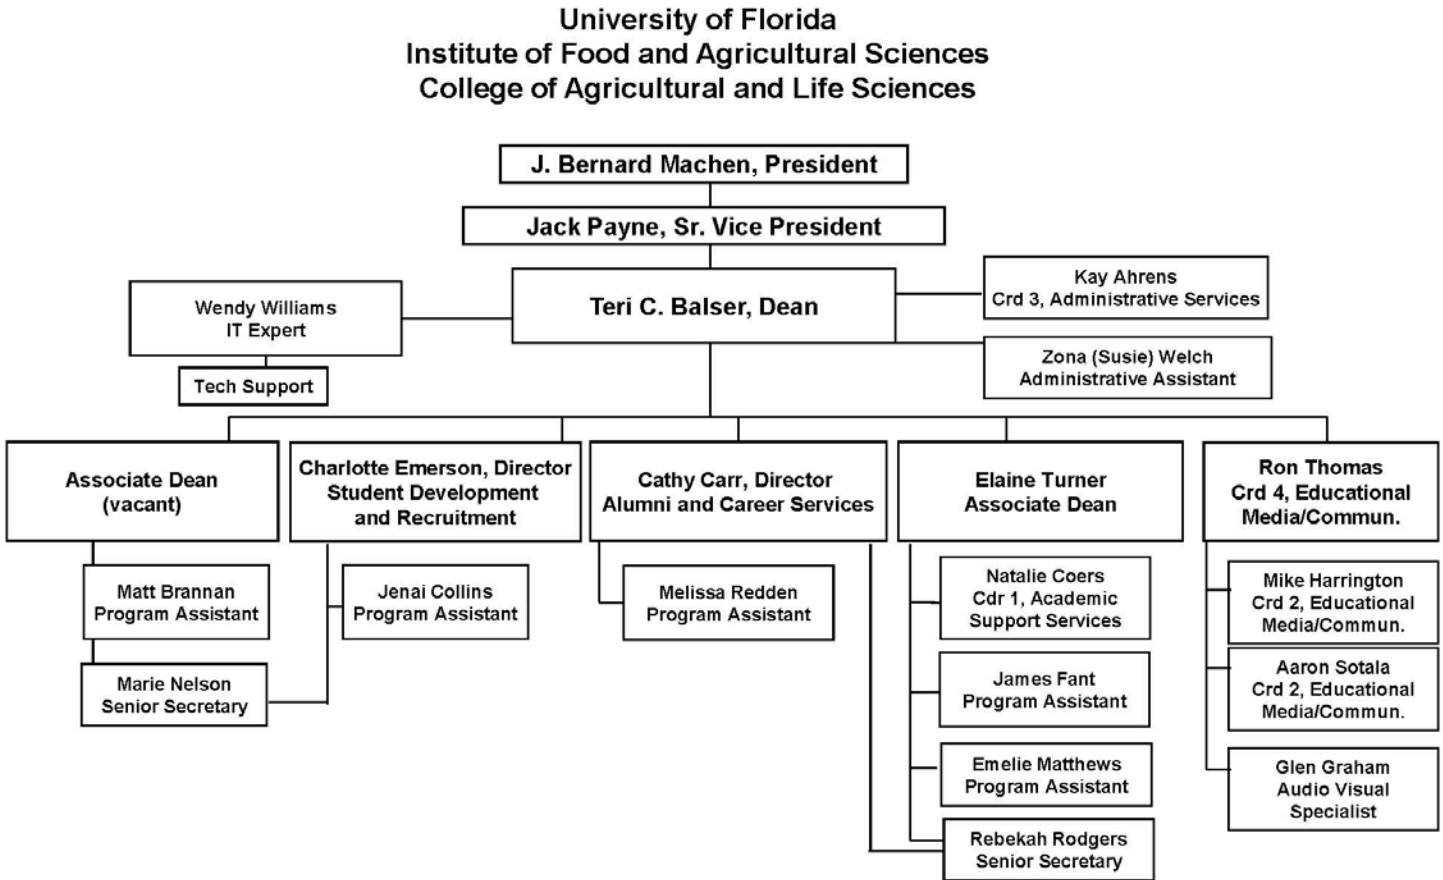 University of Florida
Institute of Food and Agricultural Sciences
College of Agricultural and Life Sciences
J. Bernard Machen, President
Jack Payne, Sr. Vice President
Teri C. Balser, Dean
Kay Ahrens
Crd 3, Administrative Services
Wendy Williams
IT Expert
Zona (Susie) Welch
Administrative Assistant
Tech Support
Associate Dean
(vacant)
Charlotte Emerson, Director
Student Development
and Recruitment
Cathy Carr, Director
Alumni and Career Services
Elaine Turner
Associate Dean
Ron Thomas
Crd 4, Educational
Media/Commun.
Matt Brannan
Program Assistant
Marie Nelson
Senior Secretary
Jenai Collins
Program Assistant
Melissa Redden
Program Assistant
Natalie Coers
Cdr 1, Academic
Support Services
James Fant
Program Assistant
Emelie Matthews
Program Assistant
Rebekah Rodgers
Senior Secretary
Mike Harrington
Crd 2, Educational
Media/Commun.
Aaron Sotala
Crd 2, Educational
Media/Commun.
Glen Graham
Audio Visual
Specialist